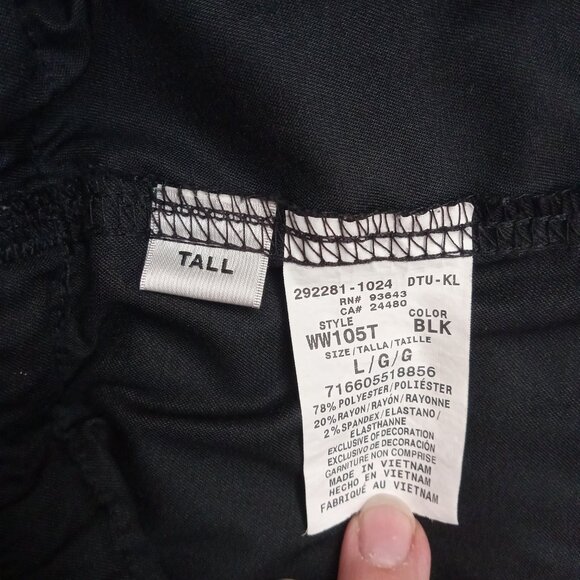 TALL
292281-1024 DTU-KL
RN# 93643
CA# 24480
STYLE COLOR
WW105T BLK
SIZE/TALLA/TAILLE
L/G/G
716605518856
78% POLYESTER/POLIÉSTER
20% RAYON/RAYÓN/RAYONNE
2% SPANDEX/ELASTANO/
ELASTHANNE
EXCLUSIVE OF DECORATION
EXCLUSIVO DE DECORACIÓN
GARNITURE NON COMPRISE
MADE IN VIETNAM
HECHO EN VIETNAM
FABRIQUÉ AU VIETNAM